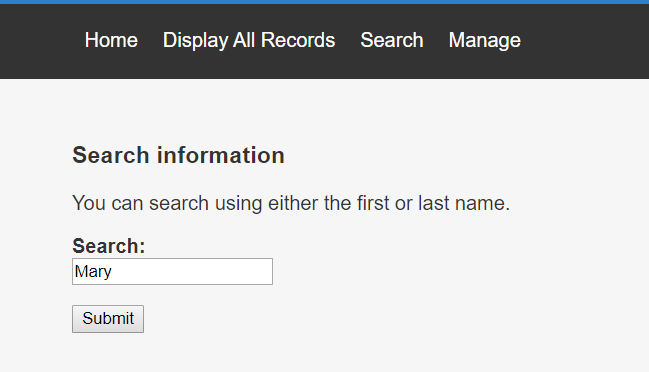 Home Display All Records Search Manage
Search information
You can search using either the first or last name.
Search:
Mary
Submit